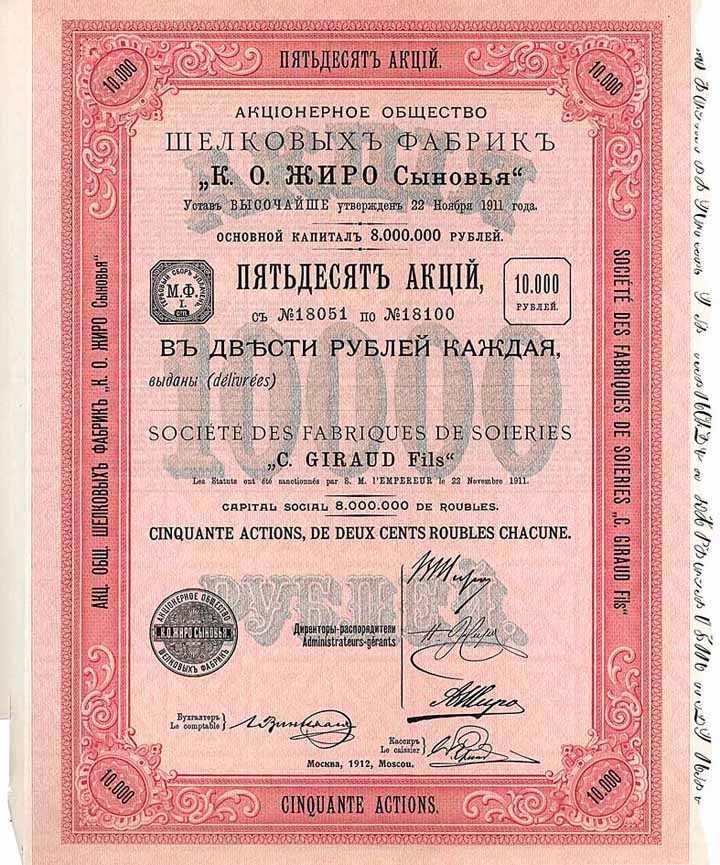 10.000
ПЯТЬДЕСЯТЪ АКЦІЙ.
10.000
АКЦІОНЕРНОЕ ОБЩЕСТВО
ШЕЛКОВЫХЪ ФАБРИКЪ
„К. О. ЖИРО Сыновья“
Уставъ ВЫСОЧАЙШЕ утвержденъ 22 Ноября 1911 года.
ОСНОВНОЙ КАПИТАЛЪ 8.000.000 РУБЛЕЙ.
ПЯТЬДЕСЯТЪ АКЦІЙ,
съ №18051 по №18100
М.Ф.
I.
10.000
РУБЛЕЙ.
ВЪ ДВѢСТИ РУБЛЕЙ КАЖДАЯ,
выданы (délivrées)
SOCIÉTÉ DES FABRIQUES DE SOIERIES
„C. GIRAUD Fils“
Les Statuts ont été sanctionnés par S. M. l'EMPEREUR le 22 Novembre 1911.
CAPITAL SOCIAL 8.000.000 DE ROUBLES.
CINQUANTE ACTIONS, DE DEUX CENTS ROUBLES CHACUNE.
АКЦІЙ
10000
РУБЛЕЙ.
АКЦІОНЕРНОЕ ОБЩЕСТВО
К.О. ЖИРО СЫНОВЬЯ
ШЕЛКОВЫХЪ ФАБРИКЪ
Директоры-распорядители
Administrateurs-gérants
Бухгалтеръ
Le comptable
Кассиръ
Le caissier
Москва, 1912, Moscou.
АКЦ. ОБЩ. ШЕЛКОВЫХЪ ФАБРИКЪ „К. О. ЖИРО Сыновья“
SOCIÉTÉ DES FABRIQUES DE SOIERIES „C. GIRAUD Fils“
10.000
CINQUANTE ACTIONS.
10.000